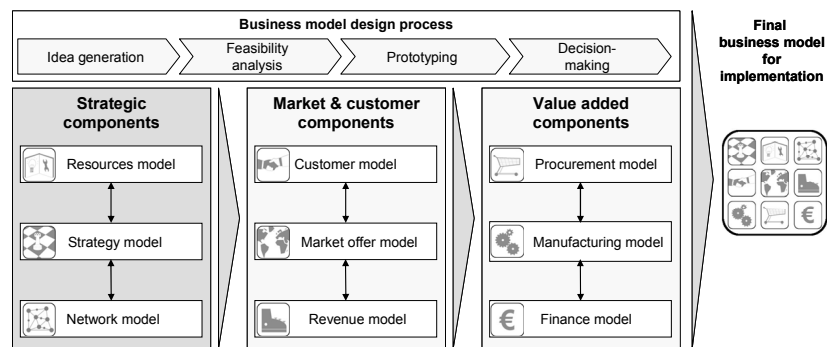 Business model design process
Idea generation
Feasibility
analysis
Prototyping
Decision-
making
Final
business model
for
implementation
Strategic
components
Resources model
Strategy model
Network model
Market & customer
components
Customer model
Market offer model
Revenue model
Value added
components
Procurement model
Manufacturing model
€ Finance model
€